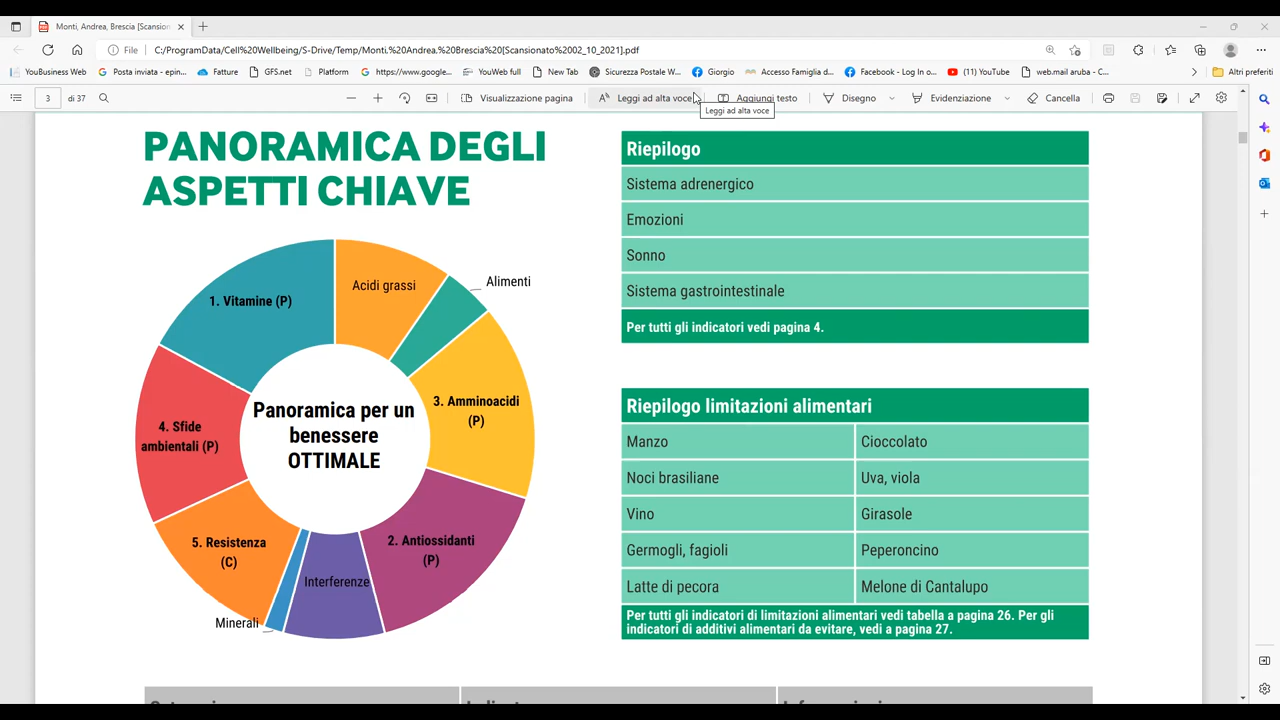 Monti, Andrea, Brescia [Scansion
File
C:/ProgramData/Cell%20Wellbeing/S-Drive/Temp/Monti.%20Andrea.%20Brescia%20[Scansionato%2002_10_2021].pdf
YouBusiness Web
Posta inviata - epin...
Fatture
GFS.net
Platform
https://www.google...
YouWeb full
New Tab
Sicurezza Postale W...
Giorgio
Accesso Famiglia d...
Facebook - Log In o...
(11) YouTube
web.mail aruba - C...
Altri preferiti
3 di 37
Visualizzazione pagina
Leggi ad alta voce
Aggiungi testo
Disegno
Evidenziazione
Cancella
Leggi ad alta voce
PANORAMICA DEGLI
ASPETTI CHIAVE
Acidi grassi
Alimenti
1. Vitamine (P)
3. Amminoacidi
(P)
4. Sfide
ambientali (P)
Panoramica per un
benessere
OTTIMALE
5. Resistenza
(C)
2. Antiossidanti
(P)
Interferenze
Minerali
Riepilogo
Sistema adrenergico
Emozioni
Sonno
Sistema gastrointestinale
Per tutti gli indicatori vedi pagina 4.
Riepilogo limitazioni alimentari
Manzo Cioccolato
Noci brasiliane Uva, viola
Vino Girasole
Germogli, fagioli Peperoncino
Latte di pecora Melone di Cantalupo
Per tutti gli indicatori di limitazioni alimentari vedi tabella a pagina 26. Per gli
indicatori di additivi alimentari da evitare, vedi a pagina 27.